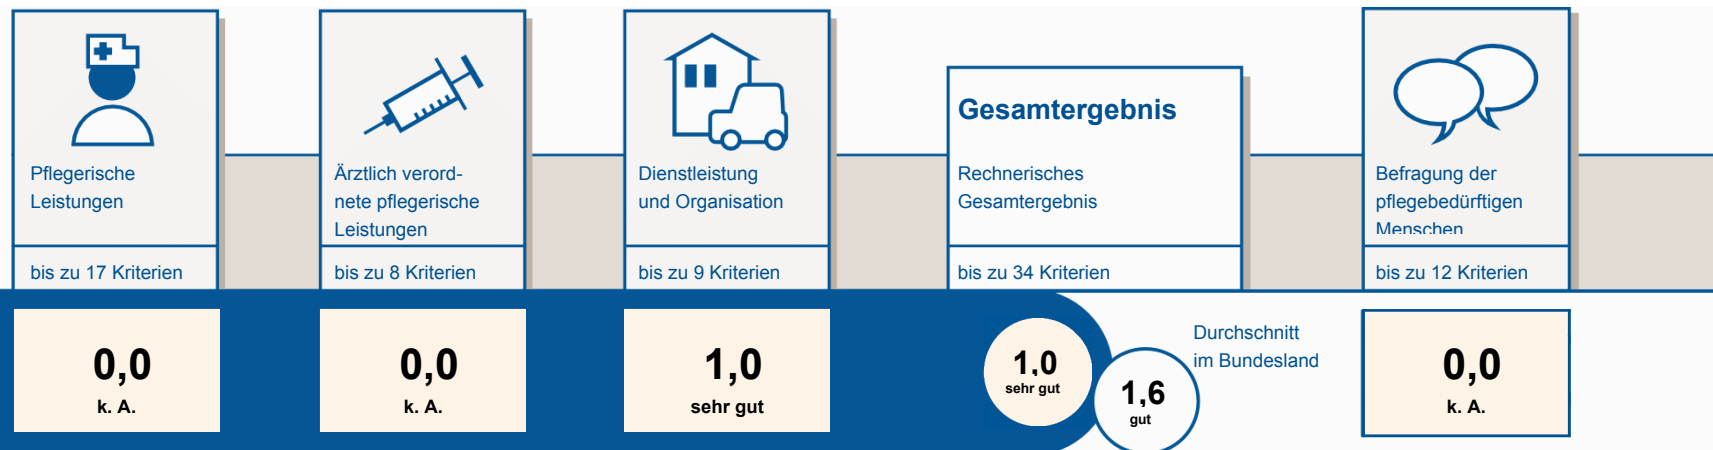 Pflegerische
Leistungen
bis zu 17 Kriterien
0,0
k. A.
Ärztlich verord-
nete pflegerische
Leistungen
bis zu 8 Kriterien
0,0
k. A.
Dienstleistung
und Organisation
bis zu 9 Kriterien
1,0
sehr gut
Gesamtergebnis
Rechnerisches
Gesamtergebnis
bis zu 34 Kriterien
1,0
sehr gut
Durchschnitt
im Bundesland
1,6
gut
Befragung der
pflegebedürftigen
Menschen
bis zu 12 Kriterien
0,0
k. A.